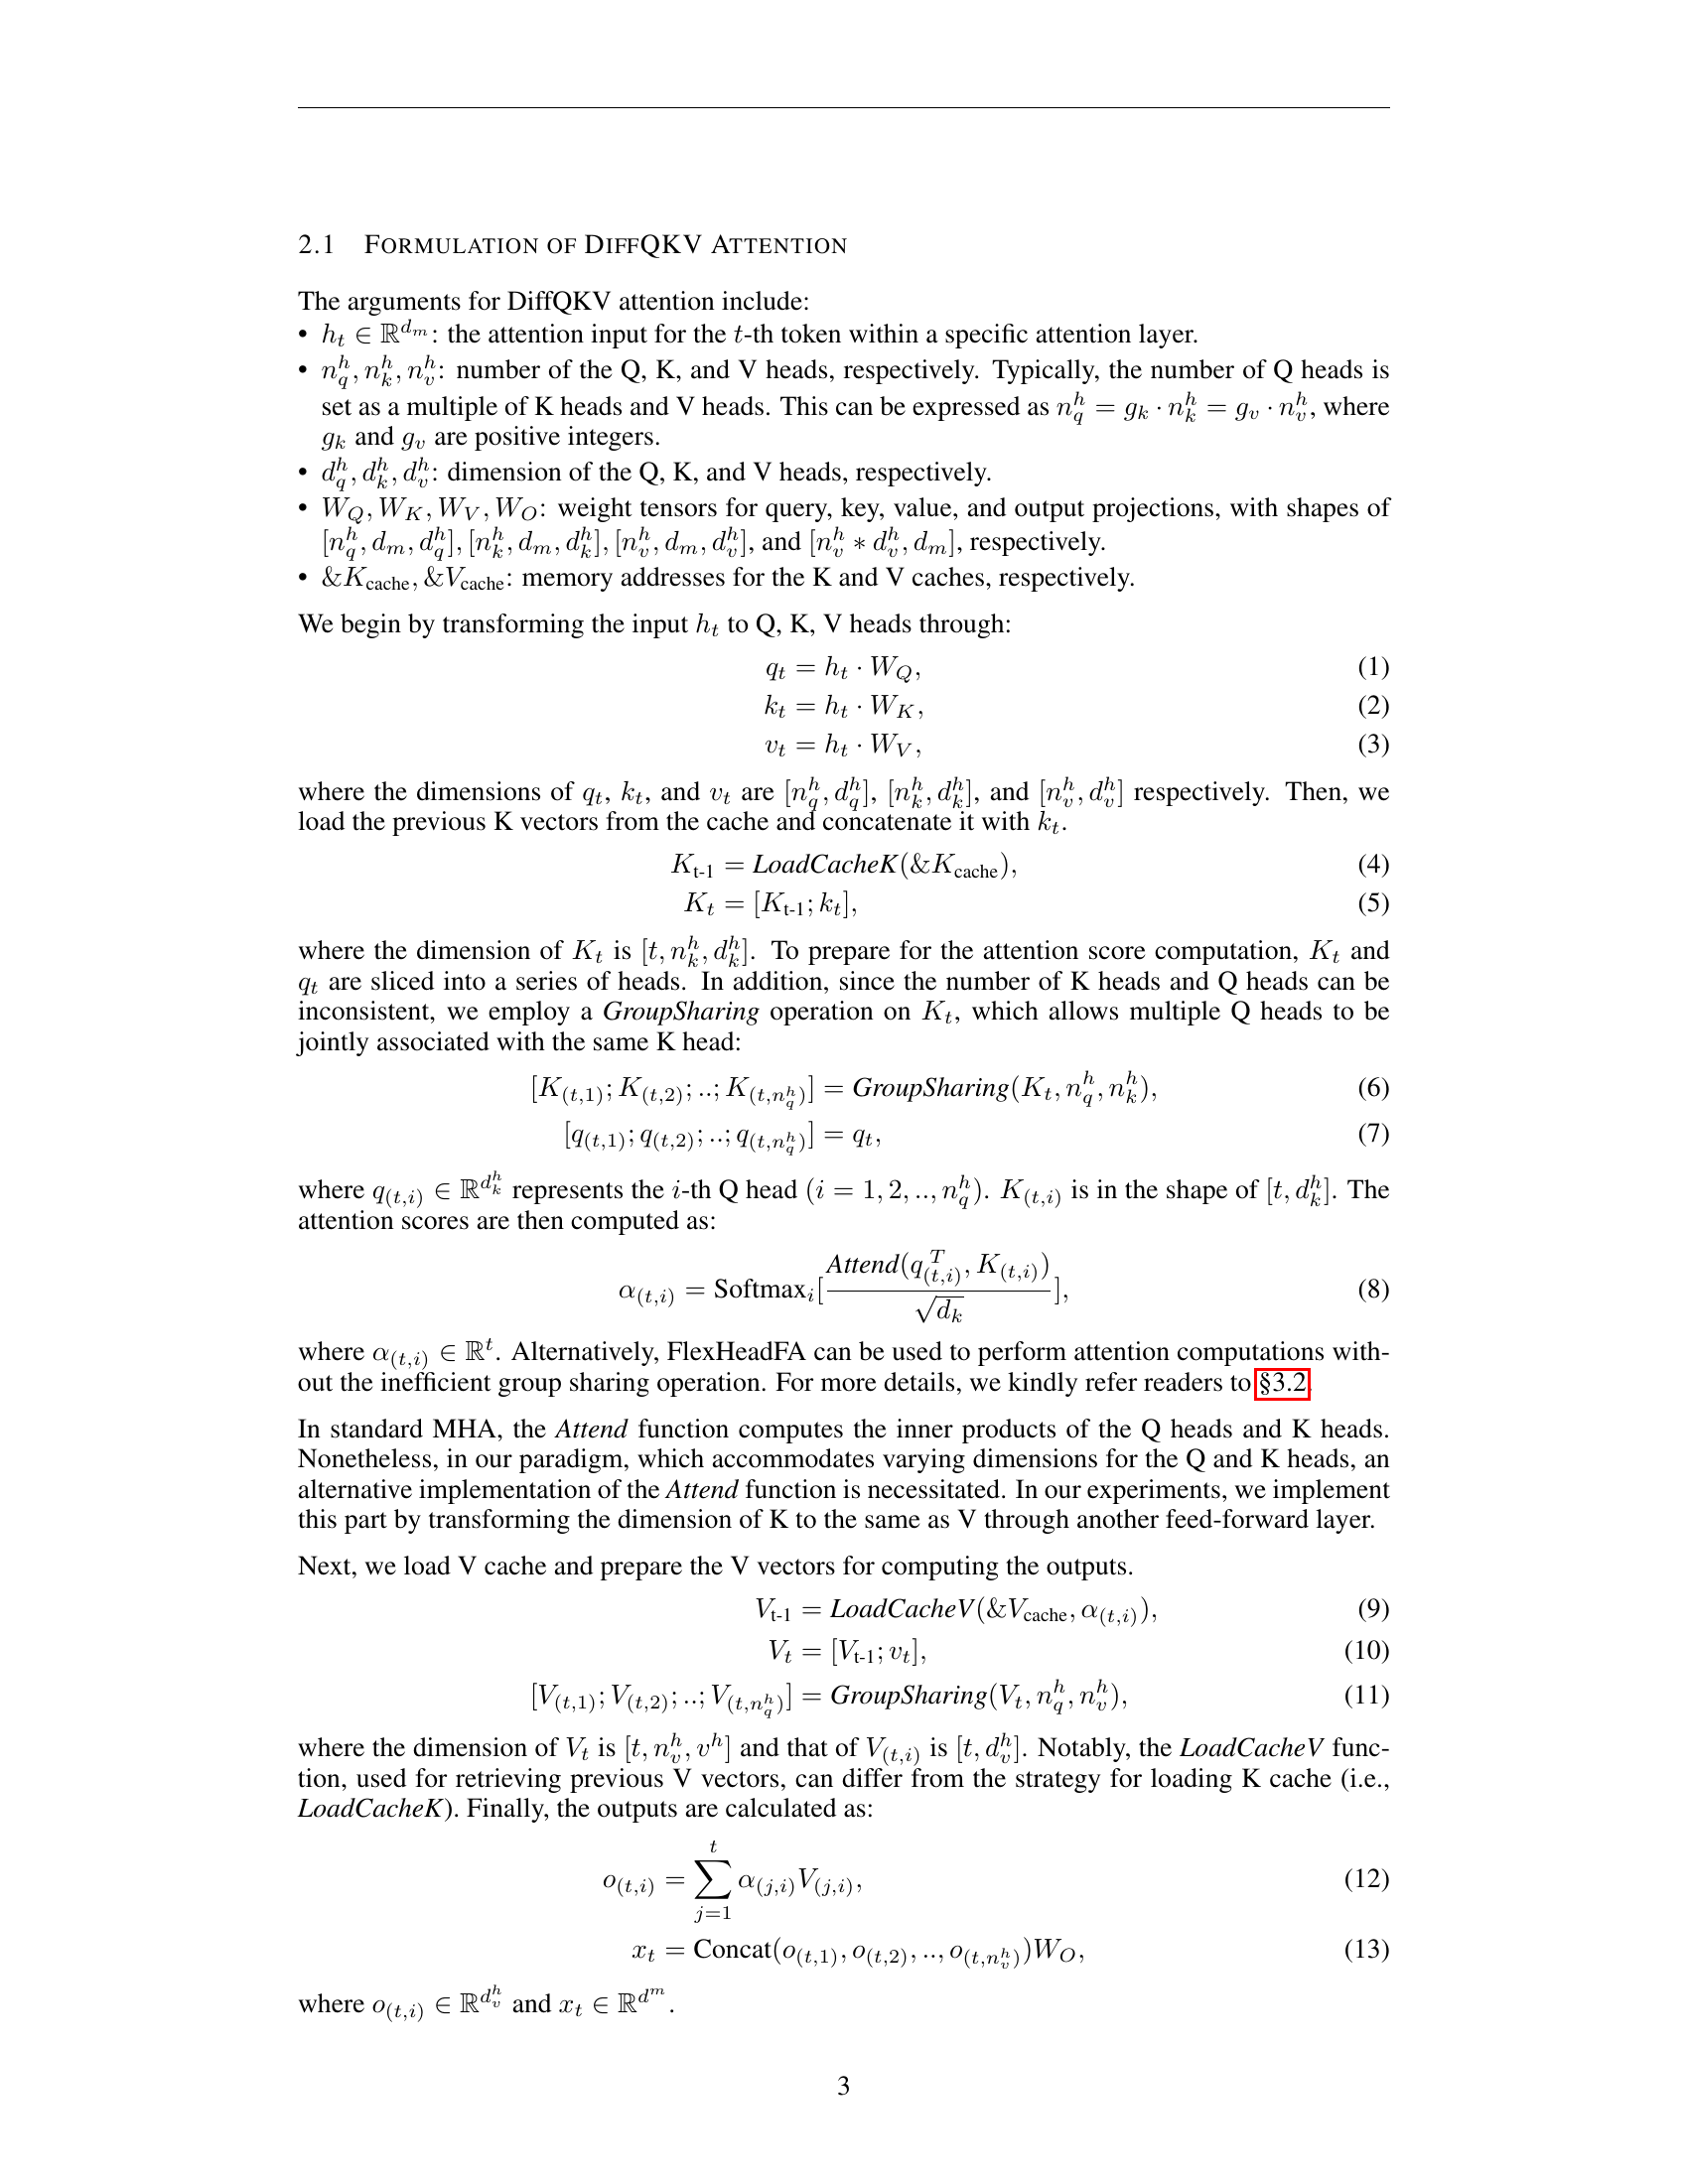 2.1 FORMULATION OF DIFFQKV ATTENTION
The arguments for DiffQKV attention include:
• $h_t \in \mathbb{R}^{d_m}$: the attention input for the $t$-th token within a specific attention layer.
• $n_q^h, n_k^h, n_v^h$: number of the Q, K, and V heads, respectively. Typically, the number of Q heads is
set as a multiple of K heads and V heads. This can be expressed as $n_q^h = g_k \cdot n_k^h = g_v \cdot n_v^h$, where
$g_k$ and $g_v$ are positive integers.
• $d_q^h, d_k^h, d_v^h$: dimension of the Q, K, and V heads, respectively.
• $W_Q, W_K, W_V, W_O$: weight tensors for query, key, value, and output projections, with shapes of
$[n_q^h, d_m, d_q^h], [n_k^h, d_m, d_k^h], [n_v^h, d_m, d_v^h]$, and $[n_v^h * d_v^h, d_m]$, respectively.
• $\&K_{\text{cache}}, \&V_{\text{cache}}$: memory addresses for the K and V caches, respectively.
We begin by transforming the input $h_t$ to Q, K, V heads through:
$q_t = h_t \cdot W_Q,$ (1)
$k_t = h_t \cdot W_K,$ (2)
$v_t = h_t \cdot W_V,$ (3)
where the dimensions of $q_t$, $k_t$, and $v_t$ are $[n_q^h, d_q^h]$, $[n_k^h, d_k^h]$, and $[n_v^h, d_v^h]$ respectively. Then, we
load the previous K vectors from the cache and concatenate it with $k_t$.
$K_{\text{t-1}} = \textit{LoadCacheK}(\&K_{\text{cache}}),$ (4)
$K_t = [K_{\text{t-1}}; k_t],$ (5)
where the dimension of $K_t$ is $[t, n_k^h, d_k^h]$. To prepare for the attention score computation, $K_t$ and
$q_t$ are sliced into a series of heads. In addition, since the number of K heads and Q heads can be
inconsistent, we employ a GroupSharing operation on $K_t$, which allows multiple Q heads to be
jointly associated with the same K head:
$[K_{(t,1)}; K_{(t,2)}; ..; K_{(t,n_q^h)}] = \textit{GroupSharing}(K_t, n_q^h, n_k^h),$ (6)
$[q_{(t,1)}; q_{(t,2)}; ..; q_{(t,n_q^h)}] = q_t,$ (7)
where $q_{(t,i)} \in \mathbb{R}^{d_k^h}$ represents the $i$-th Q head $(i = 1, 2, .., n_q^h)$. $K_{(t,i)}$ is in the shape of $[t, d_k^h]$. The
attention scores are then computed as:
$\alpha_{(t,i)} = \text{Softmax}_i[\frac{\textit{Attend}(q_{(t,i)}^T, K_{(t,i)})}{\sqrt{d_k}}],$ (8)
where $\alpha_{(t,i)} \in \mathbb{R}^t$. Alternatively, FlexHeadFA can be used to perform attention computations with-
out the inefficient group sharing operation. For more details, we kindly refer readers to §3.2.
In standard MHA, the Attend function computes the inner products of the Q heads and K heads.
Nonetheless, in our paradigm, which accommodates varying dimensions for the Q and K heads, an
alternative implementation of the Attend function is necessitated. In our experiments, we implement
this part by transforming the dimension of K to the same as V through another feed-forward layer.
Next, we load V cache and prepare the V vectors for computing the outputs.
$V_{\text{t-1}} = \textit{LoadCacheV}(\&V_{\text{cache}}, \alpha_{(t,i)}),$ (9)
$V_t = [V_{\text{t-1}}; v_t],$ (10)
$[V_{(t,1)}; V_{(t,2)}; ..; V_{(t,n_q^h)}] = \textit{GroupSharing}(V_t, n_q^h, n_v^h),$ (11)
where the dimension of $V_t$ is $[t, n_v^h, v^h]$ and that of $V_{(t,i)}$ is $[t, d_v^h]$. Notably, the LoadCacheV func-
tion, used for retrieving previous V vectors, can differ from the strategy for loading K cache (i.e.,
LoadCacheK). Finally, the outputs are calculated as:
$o_{(t,i)} = \sum_{j=1}^{t} \alpha_{(j,i)} V_{(j,i)},$ (12)
$x_t = \text{Concat}(o_{(t,1)}, o_{(t,2)}, .., o_{(t,n_v^h)})W_O,$ (13)
where $o_{(t,i)} \in \mathbb{R}^{d_v^h}$ and $x_t \in \mathbb{R}^{d^m}$.
3